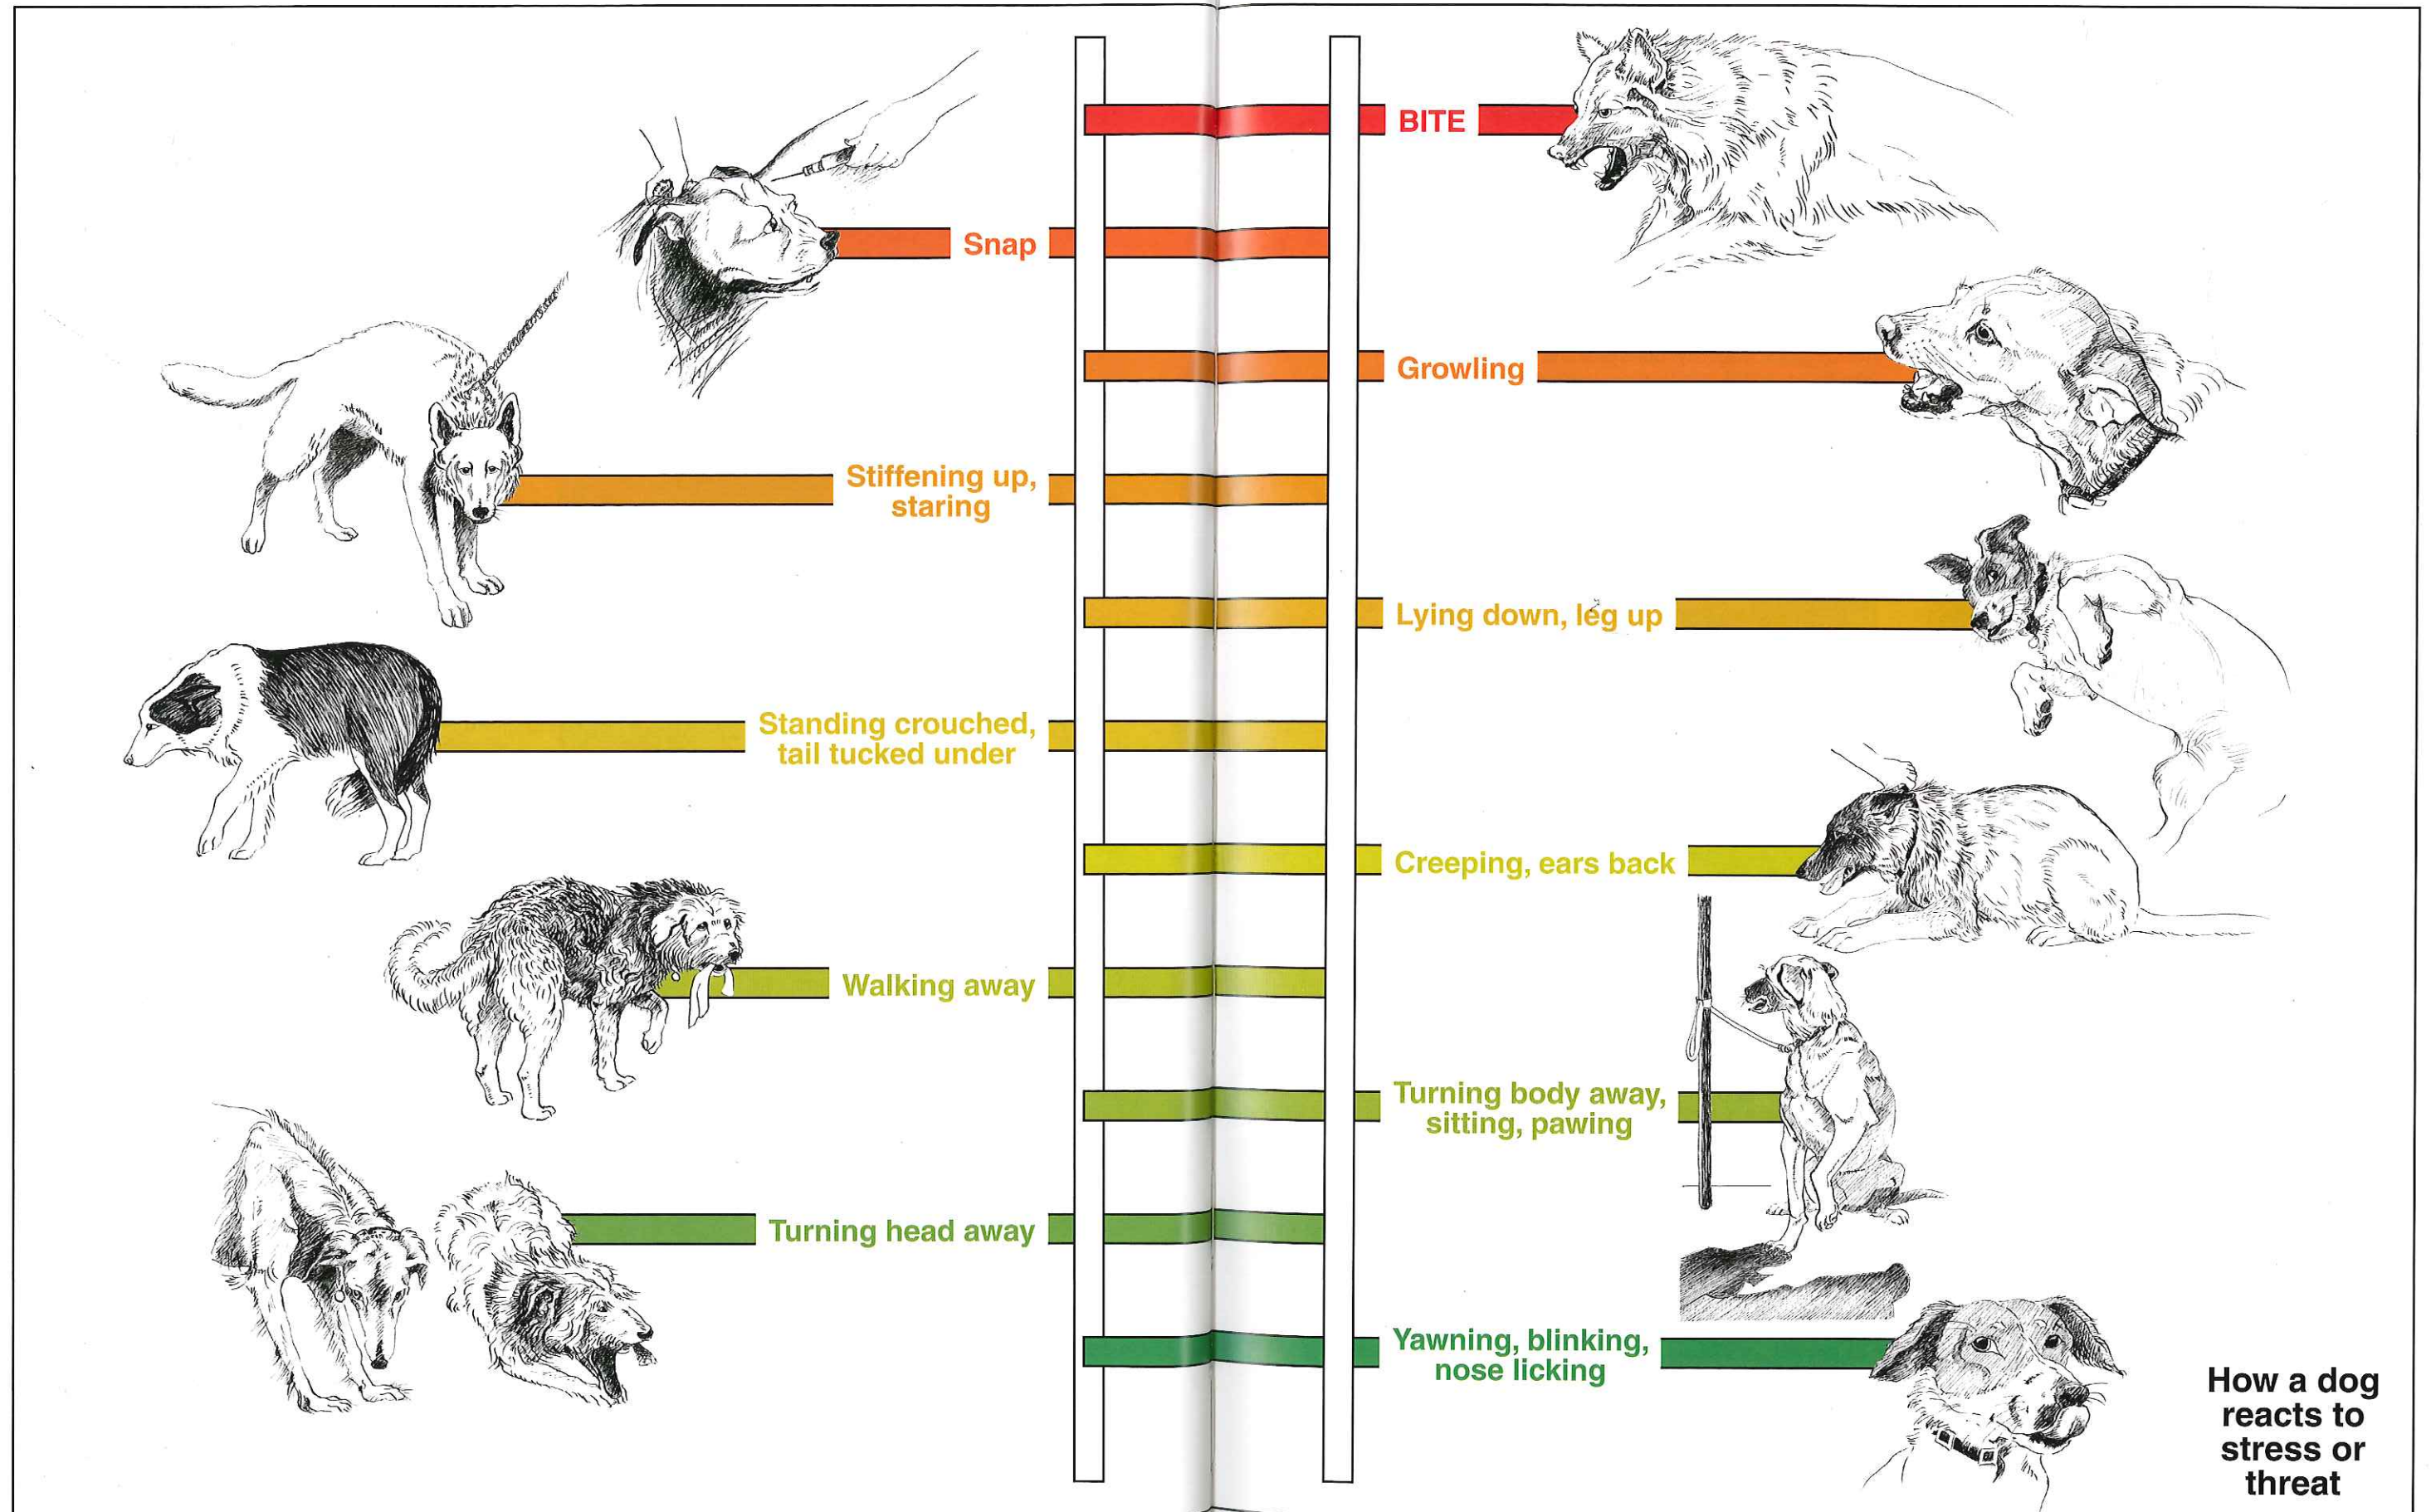 BITE
Snap
Growling
Stiffening up,
staring
Lying down, leg up
Standing crouched,
tail tucked under
Creeping, ears back
Walking away
Turning body away,
sitting, pawing
Turning head away
Yawning, blinking,
nose licking
How a dog
reacts to
stress or
threat